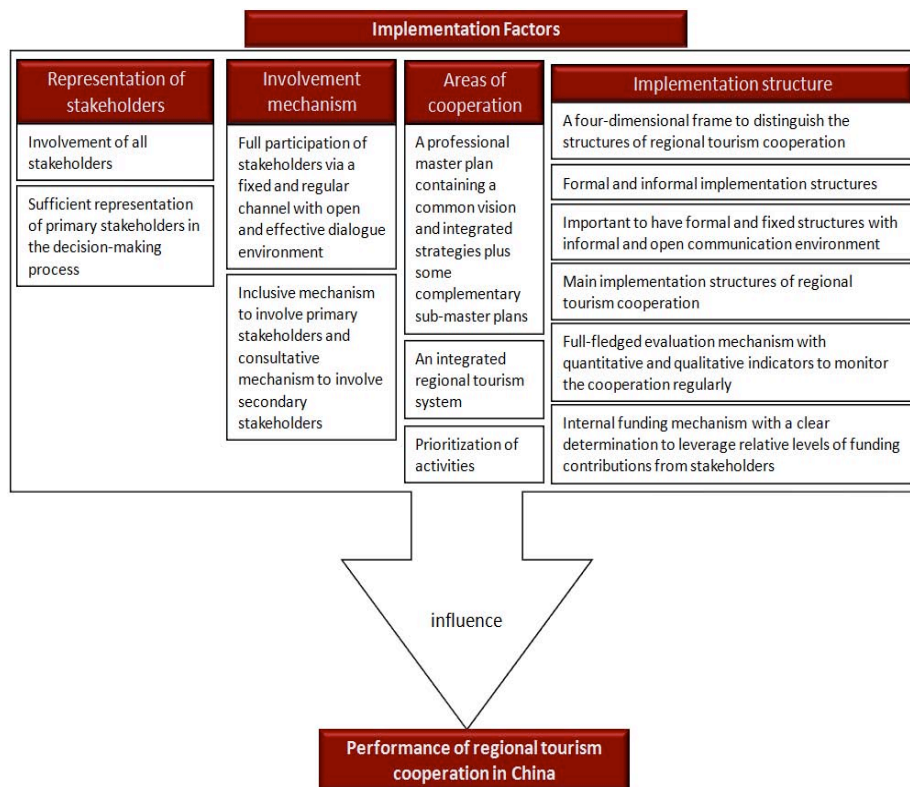 Implementation Factors
Representation of
stakeholders
Involvement of all
stakeholders
Sufficient representation
of primary stakeholders in
the decision-making
process
Involvement
mechanism
Full participation of
stakeholders via a
fixed and regular
channel with open
and effective dialogue
environment
Inclusive mechanism
to involve primary
stakeholders and
consultative
mechanism to involve
secondary
stakeholders
Areas of
cooperation
A professional
master plan
containing a
common vision
and integrated
strategies plus
some
complementary
sub-master plans
An integrated
regional tourism
system
Prioritization of
activities
Implementation structure
A four-dimensional frame to distinguish the
structures of regional tourism cooperation
Formal and informal implementation structures
Important to have formal and fixed structures with
informal and open communication environment
Main implementation structures of regional
tourism cooperation
Full-fledged evaluation mechanism with
quantitative and qualitative indicators to monitor
the cooperation regularly
Internal funding mechanism with a clear
determination to leverage relative levels of funding
contributions from stakeholders
influence
Performance of regional tourism
cooperation in China